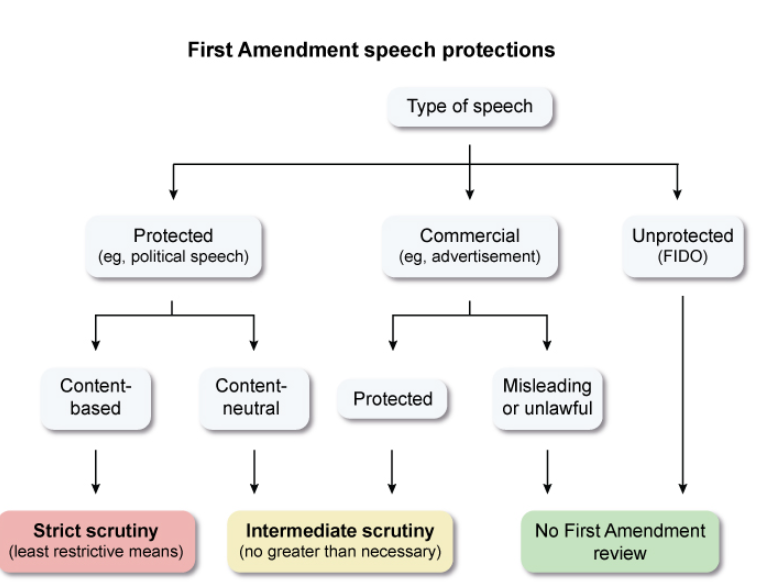 First Amendment speech protections
Type of speech
Protected
(eg, political speech)
Commercial
(eg, advertisement)
Unprotected
(FIDO)
Content-
based
Content-
neutral
Protected
Misleading
or unlawful
Strict scrutiny
(least restrictive means)
Intermediate scrutiny
(no greater than necessary)
No First Amendment
review